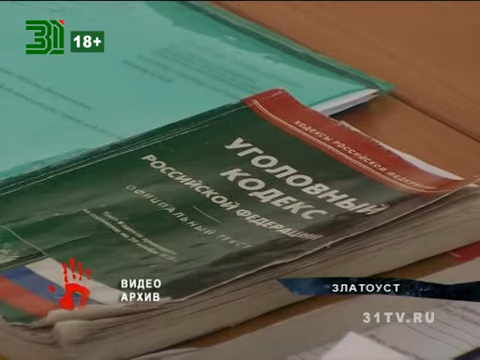 31
18+
КОДЕКСЫ РОССИЙСКОЙ ФЕДЕРАЦИИ
УГОЛОВНЫЙ
КОДЕКС
РОССИЙСКОЙ ФЕДЕРАЦИИ
ОФИЦИАЛЬНЫЙ ТЕКСТ
ВИДЕО
АРХИВ
ЗЛАТОУСТ
31TV.RU